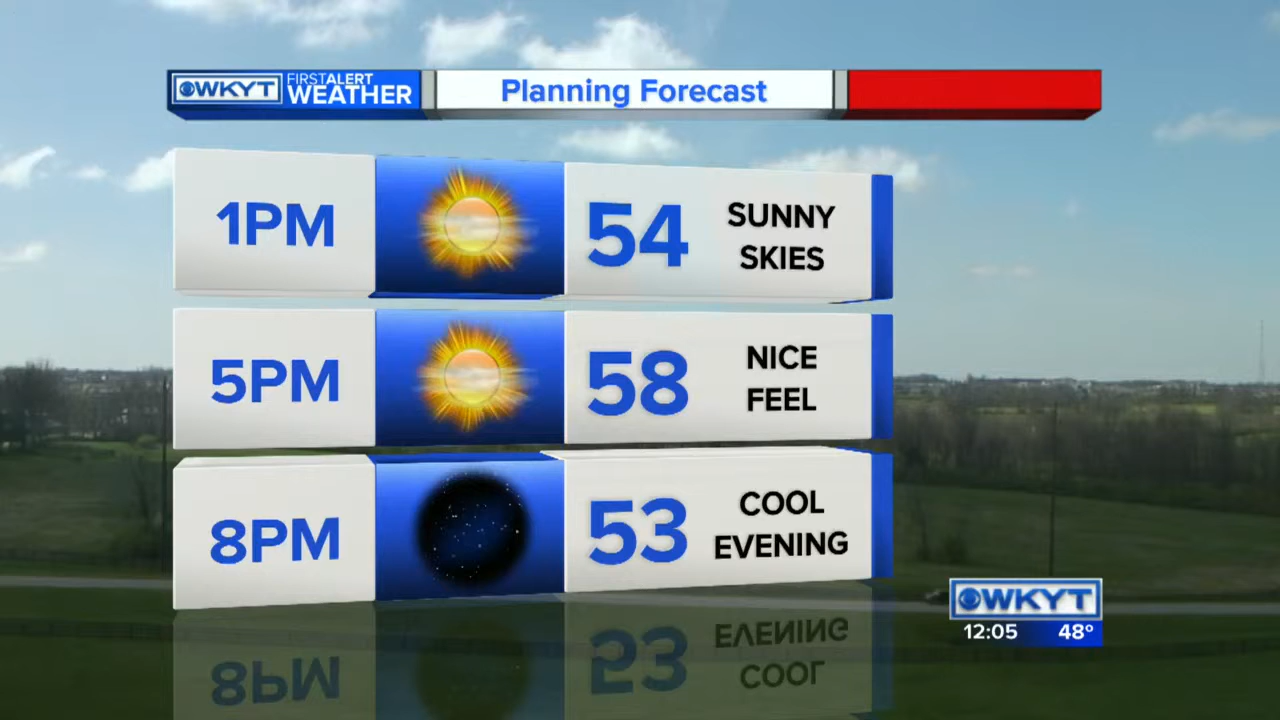 WKYT FIRST ALERT WEATHER
Planning Forecast
1PM
54
SUNNY
SKIES
5PM
58
NICE
FEEL
8PM
53
COOL
EVENING
WKYT
12:05 48°